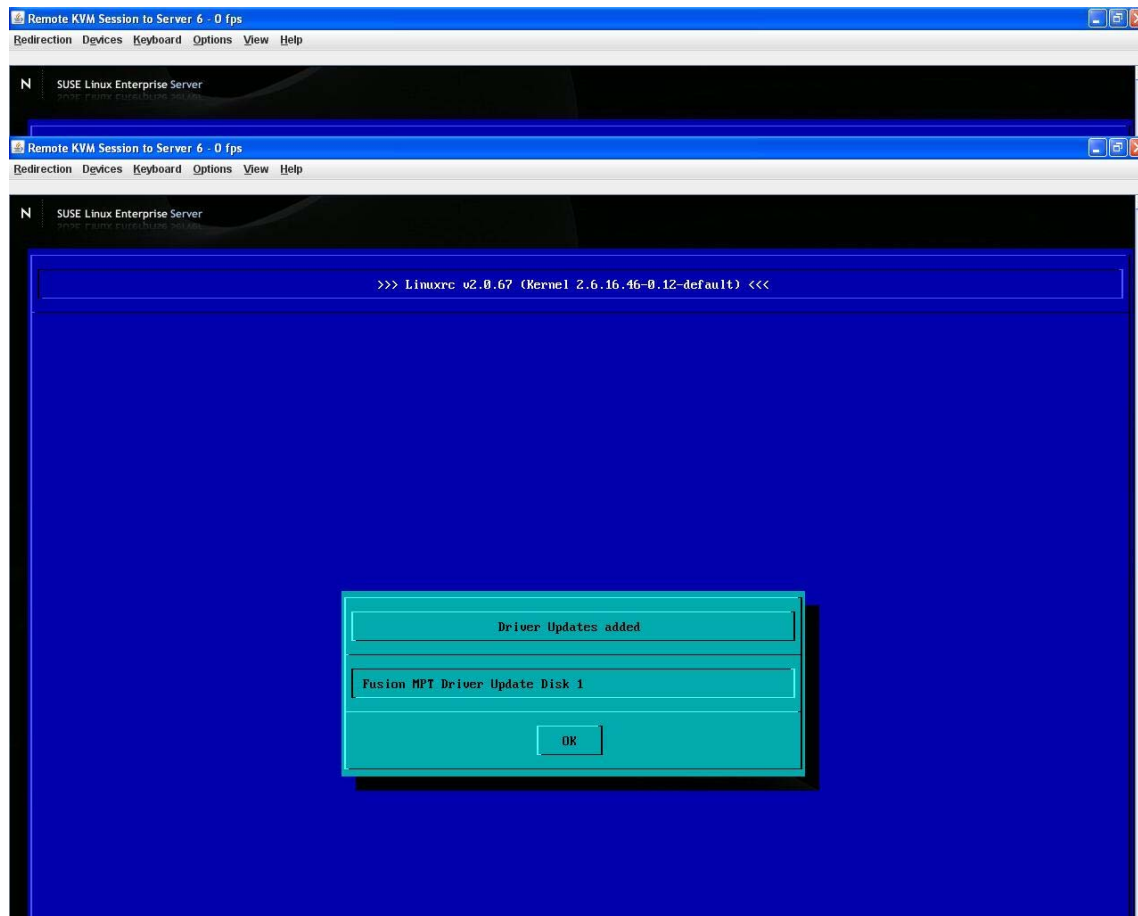 Remote KVM Session to Server 6 - 0 fps
Redirection Devices Keyboard Options View Help
N SUSE Linux Enterprise Server
Remote KVM Session to Server 6 - 0 fps
Redirection Devices Keyboard Options View Help
N SUSE Linux Enterprise Server
>>> Linuxrc v2.0.67 (Kernel 2.6.16.46-0.12-default) <<<
Driver Updates added
Fusion MPT Driver Update Disk 1
OK